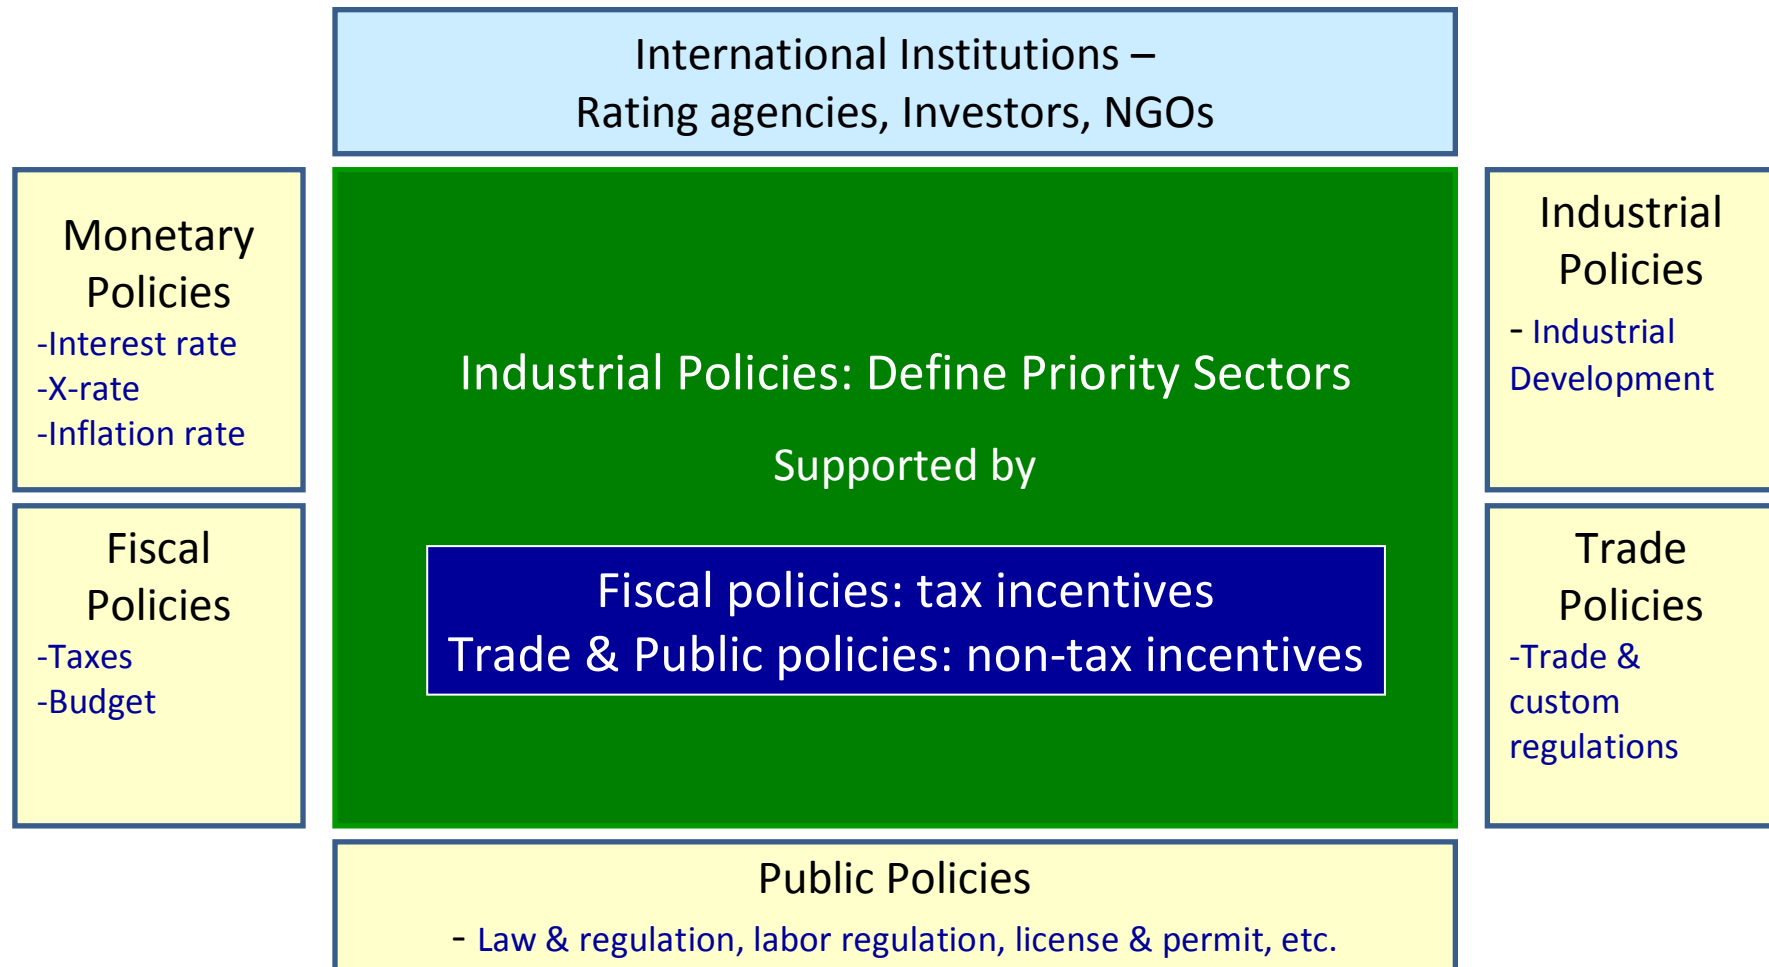 International Institutions –
Rating agencies, Investors, NGOs
Monetary
Policies
-Interest rate
-X-rate
-Inflation rate
Fiscal
Policies
-Taxes
-Budget
Industrial Policies: Define Priority Sectors
Supported by
Fiscal policies: tax incentives
Trade & Public policies: non-tax incentives
Industrial
Policies
- Industrial
Development
Trade
Policies
-Trade &
custom
regulations
Public Policies
- Law & regulation, labor regulation, license & permit, etc.